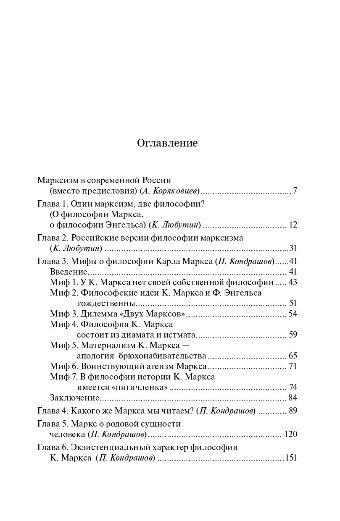 Оглавление
Марксизм в современной России
(вместо предисловия) (А. Коряковцев)..........................7
Глава 1. Один марксизм, две философии?
(О философии Маркса,
о философии Энгельса) (К. Любутин) .......................... 12
Глава 2. Российские версии философии марксизма
(К. Любутин) ..........................31
Глава 3. Мифы о философии Карла Маркса (П. Кондрашов)......41
Введение.......................... 41
Миф 1. У К. Маркса нет своей собственной философии .... 43
Миф 2. Философские идеи К. Маркса и Ф. Энгельса
тождественны.......................... 51
Миф 3. Дилемма «Двух Марксов».......................... 54
Миф 4. Философия К. Маркса
состоит из диамата и истмата.......................... 59
Миф 5. Материализм К. Маркса —
апология брюхонабивательства.......................... 65
Миф 6. Воинствующий атеизм Маркса.......................... 71
Миф 7. В философии истории К. Маркса
имеется «пятичленка».......................... 74
Заключение.......................... 84
Глава 4. Какого же Маркса мы читаем? (П. Кондрашов) ............ 89
Глава 5. Маркс о родовой сущности
человека (П. Кондрашов).......................... 120
Глава 6. Экзистенциальный характер философии
К. Маркса (П. Кондрашов) ..........................151